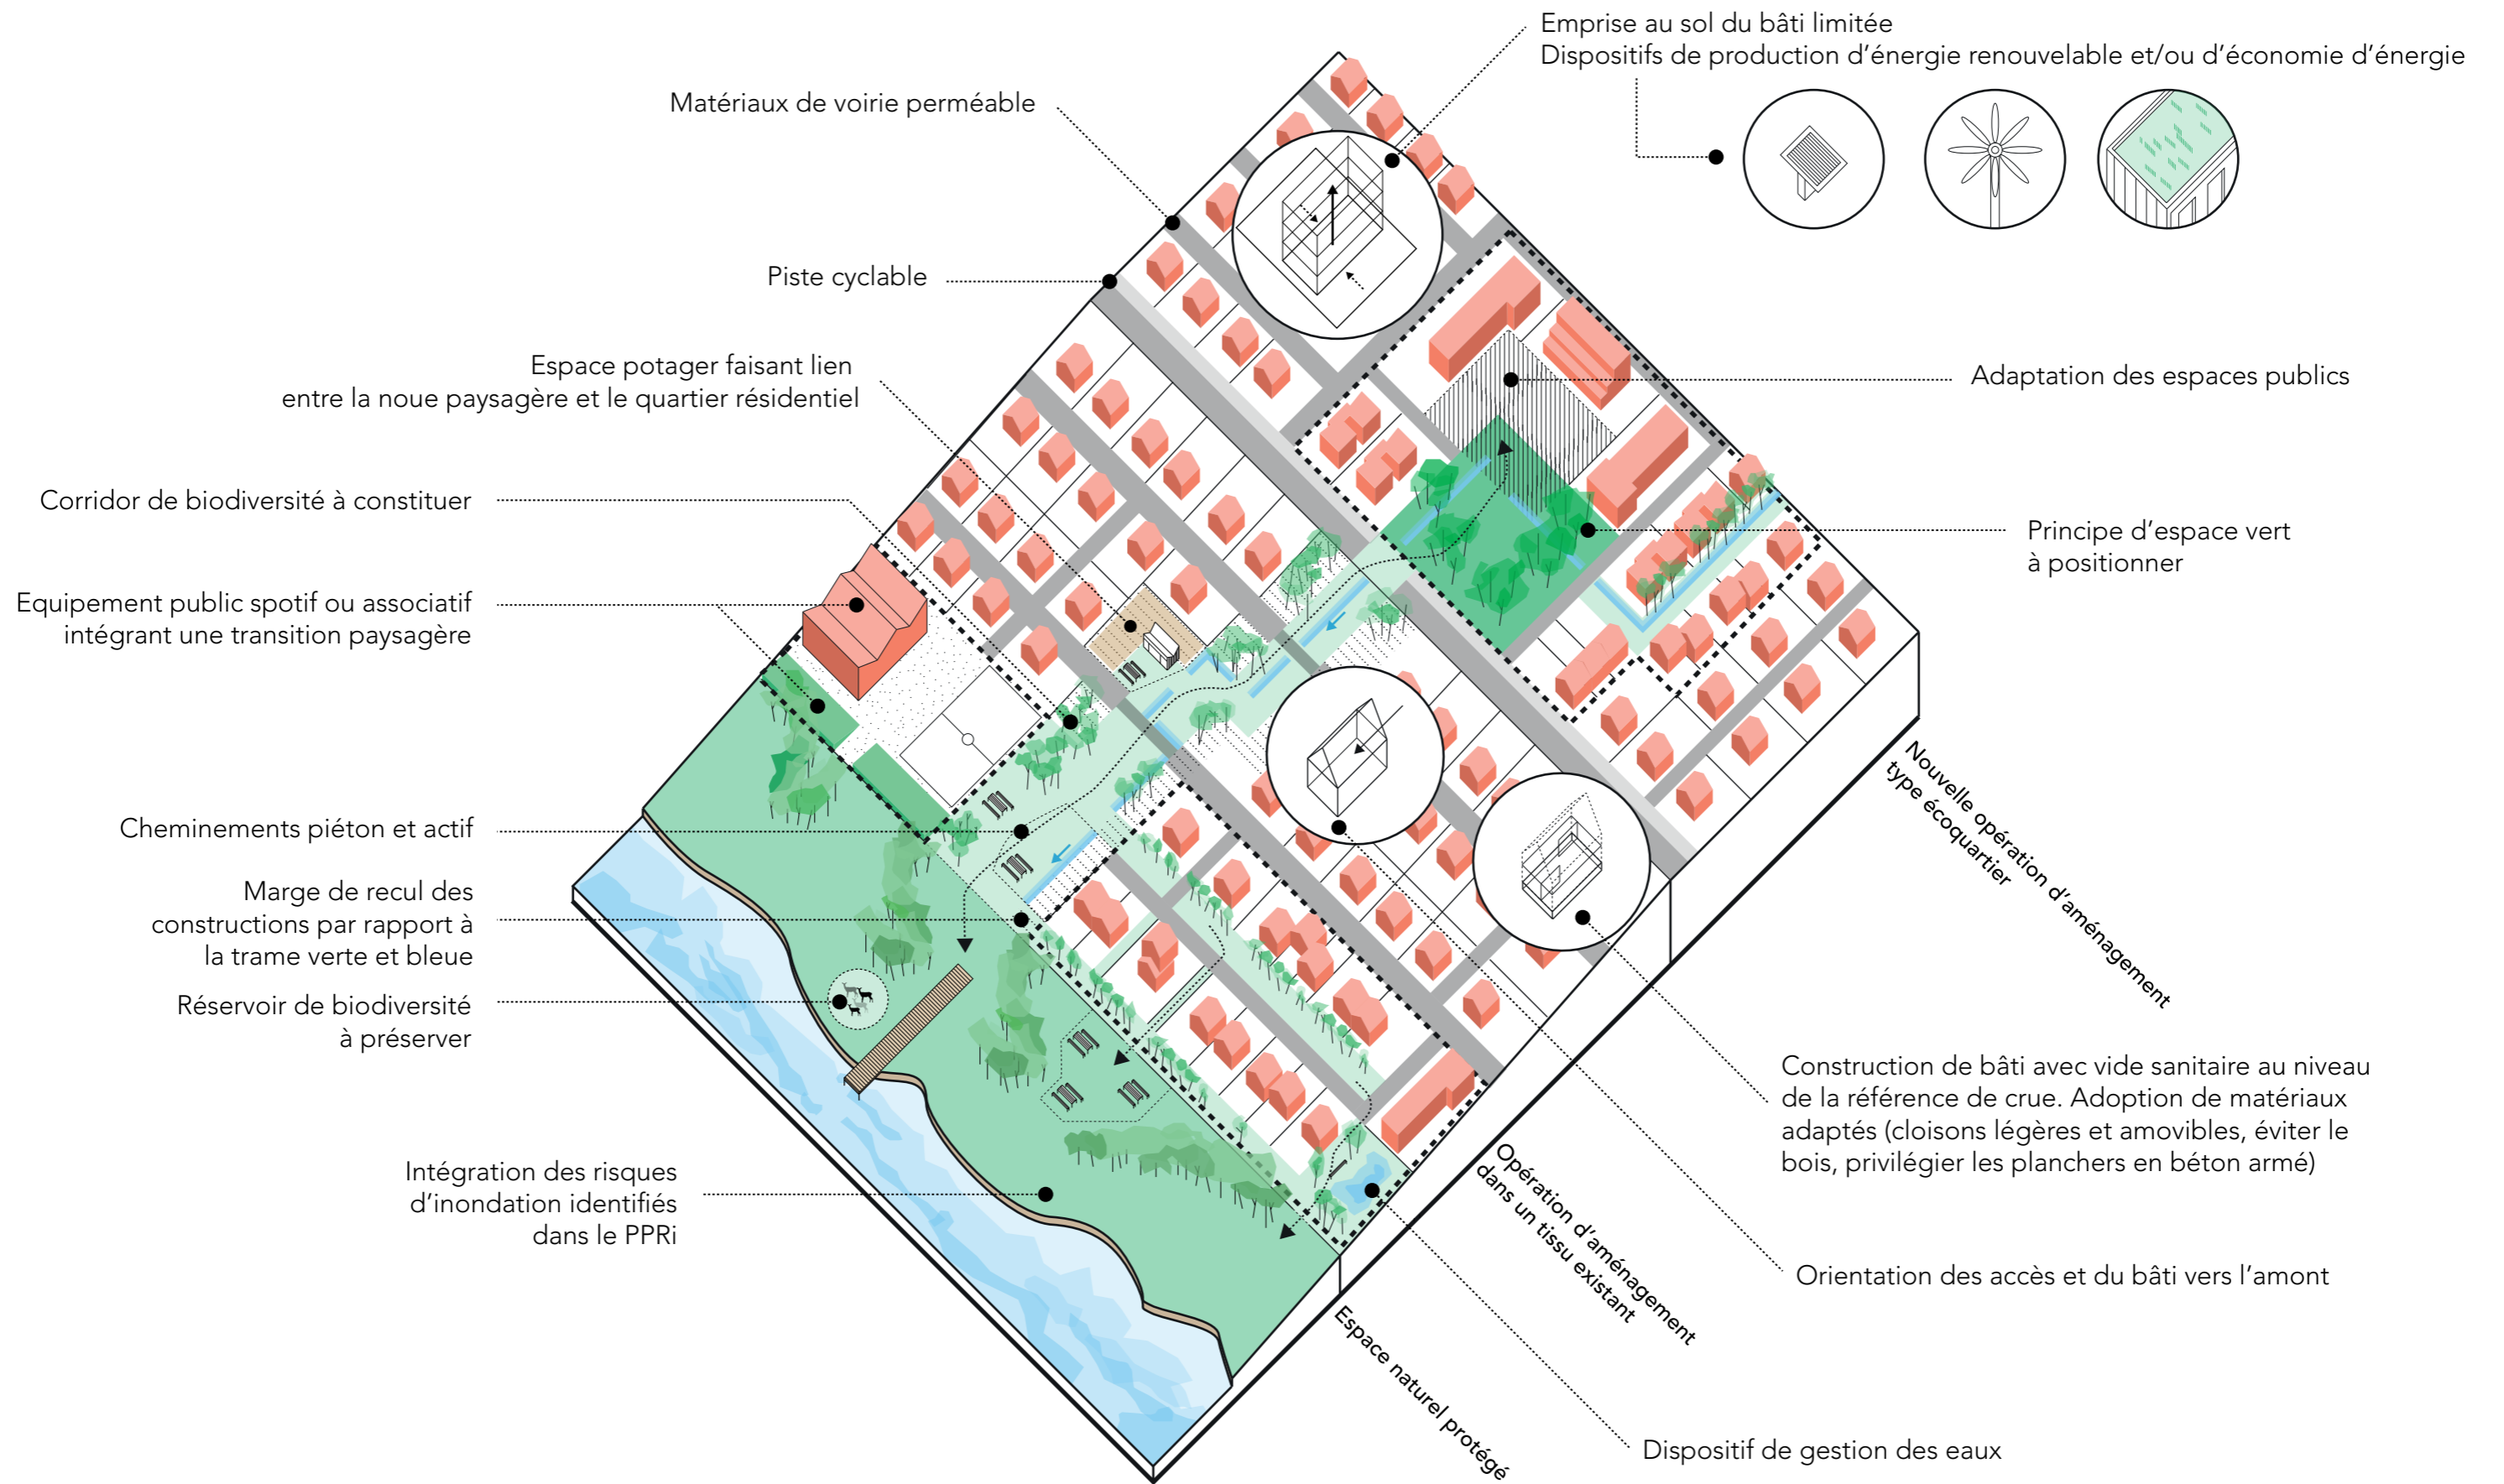 Emprise au sol du bâti limitée
Dispositifs de production d'énergie renouvelable et/ou d'économie d'énergie
Matériaux de voirie perméable
Piste cyclable
Espace potager faisant lien
entre la noue paysagère et le quartier résidentiel
Adaptation des espaces publics
Corridor de biodiversité à constituer
Principe d'espace vert
à positionner
Equipement public spotif ou associatif
intégrant une transition paysagère
Cheminements piéton et actif
Marge de recul des
constructions par rapport à
la trame verte et bleue
Réservoir de biodiversité
à préserver
Intégration des risques
d'inondation identifiés
dans le PPRi
Nouvelle opération d'aménagement
type écoquartier
Construction de bâti avec vide sanitaire au niveau
de la référence de crue. Adoption de matériaux
adaptés (cloisons légères et amovibles, éviter le
bois, privilégier les planchers en béton armé)
Opération d'aménagement
dans un tissu existant
Orientation des accès et du bâti vers l'amont
Espace naturel protégé
Dispositif de gestion des eaux